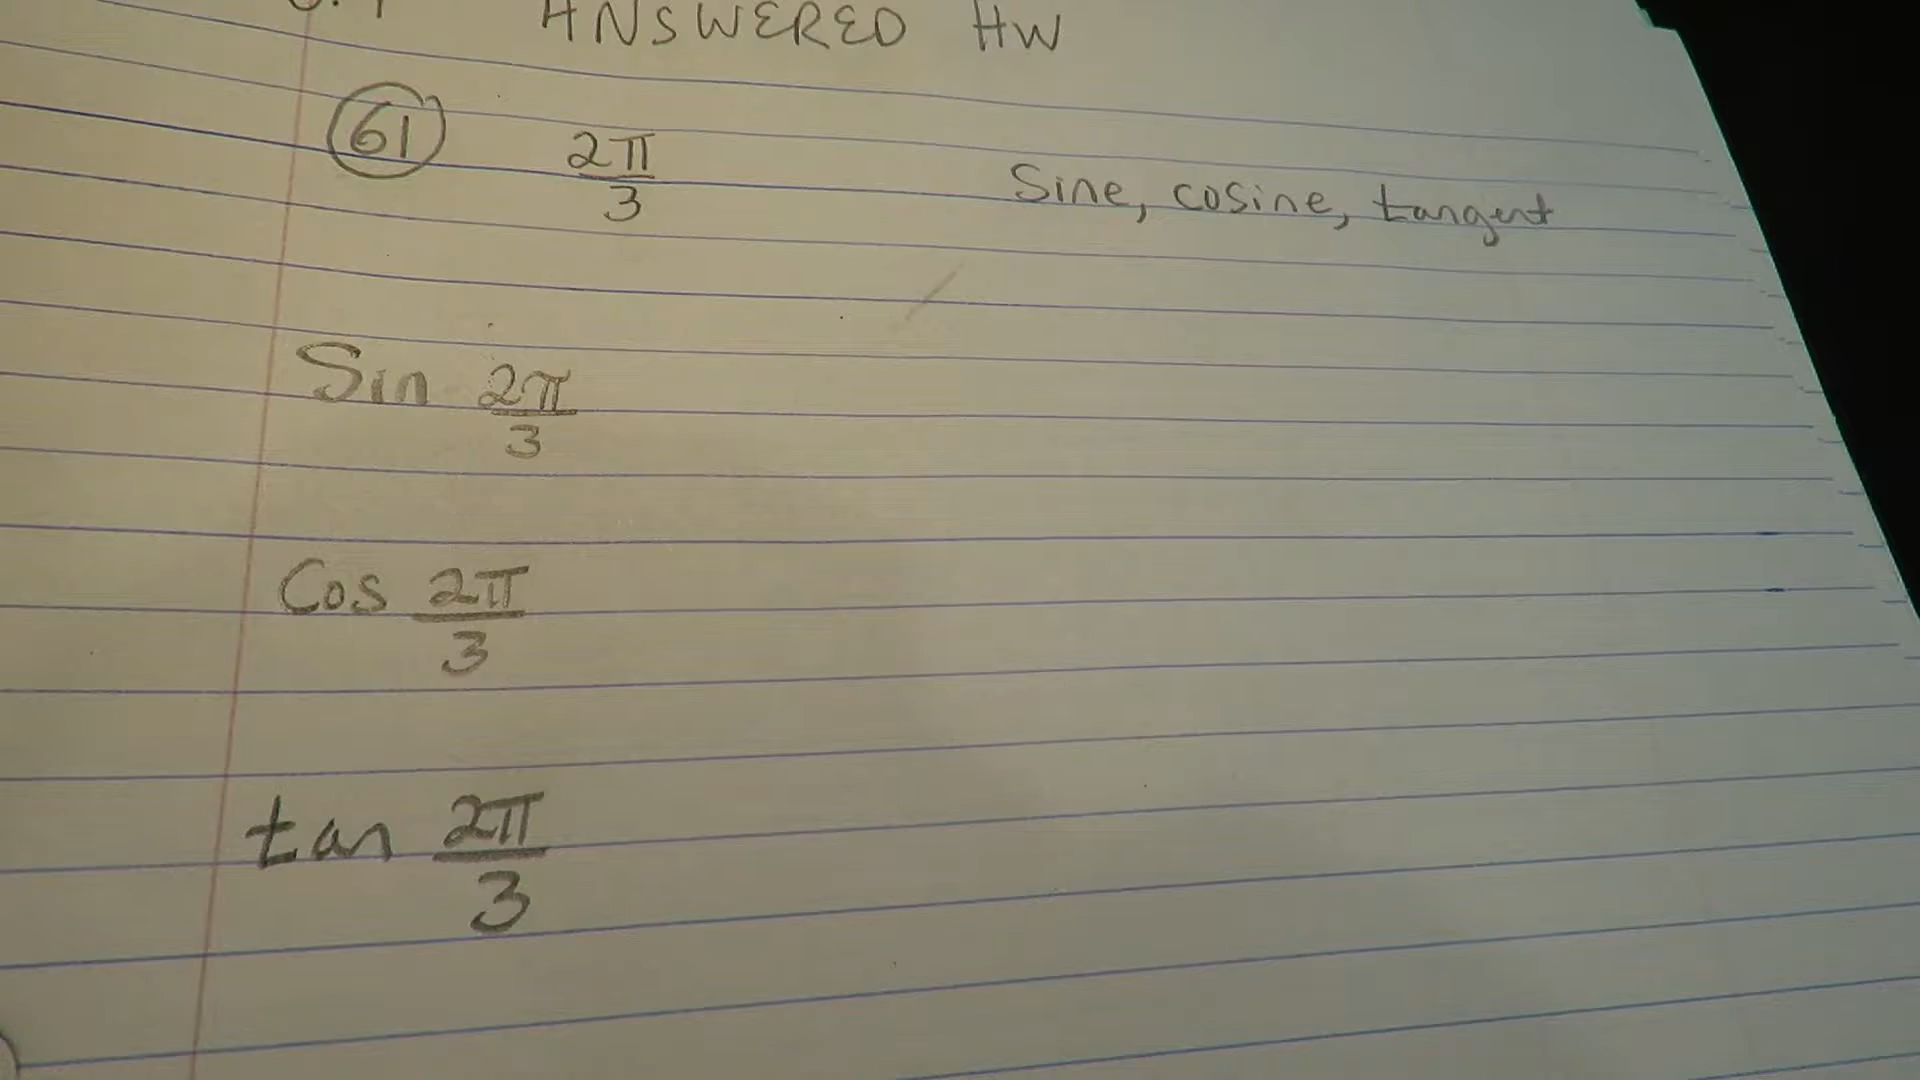 ANSWERED HW
61 2π/3 Sine, cosine, tangent
Sin 2π/3
Cos 2π/3
tan 2π/3